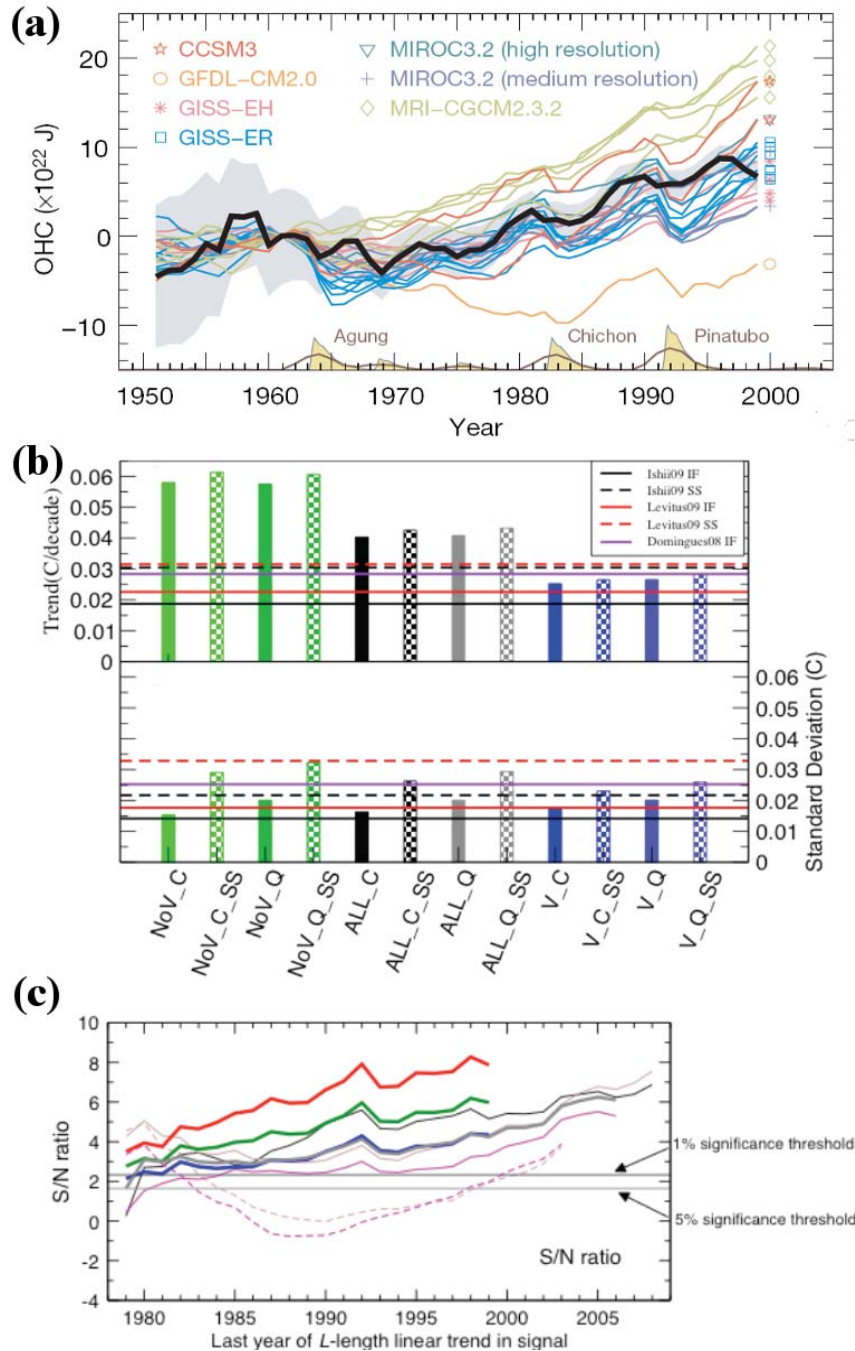 (a)
CCSM3
GFDL-CM2.0
GISS-EH
GISS-ER
MIROC3.2 (high resolution)
MIROC3.2 (medium resolution)
MRI-CGCM2.3.2
20
10
0
−10
OHC (×10²² J)
Agung
Chichon
Pinatubo
1950 1960 1970 1980 1990 2000
Year
(b)
0.06
0.05
0.04
0.03
0.02
0.01
0
Trend(C/decade)
Ishii09 IF
Ishii09 SS
Levitus09 IF
Levitus09 SS
Domingues08 IF
0.06
0.05
0.04
0.03
0.02
0.01
0
Standard Deviation (C)
NoV_C
NoV_C_SS
NoV_Q
NoV_Q_SS
ALL_C
ALL_C_SS
ALL_Q
ALL_Q_SS
V_C
V_C_SS
V_Q
V_Q_SS
(c)
10
8
6
4
2
0
-2
-4
S/N ratio
1% significance threshold
5% significance threshold
S/N ratio
1980 1985 1990 1995 2000 2005
Last year of L-length linear trend in signal